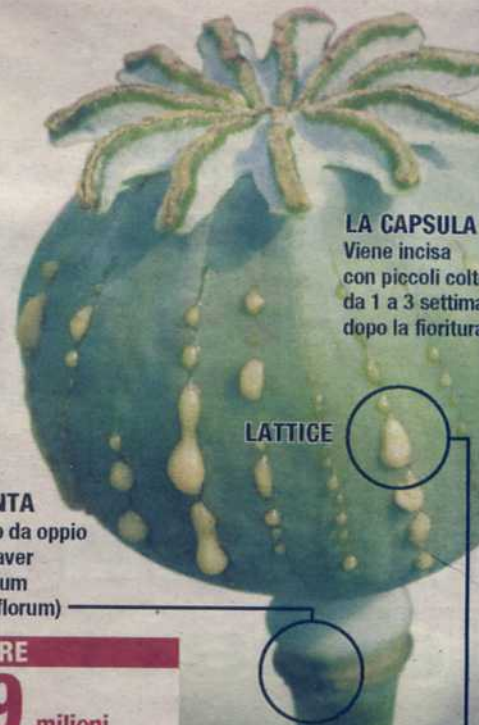 LA CAPSULA
Viene incisa
con piccoli colt
da 1 a 3 settima
dopo la fioritura
LATTICE
NTA
o da oppio
aver
um
florum)
RE
9 milioni